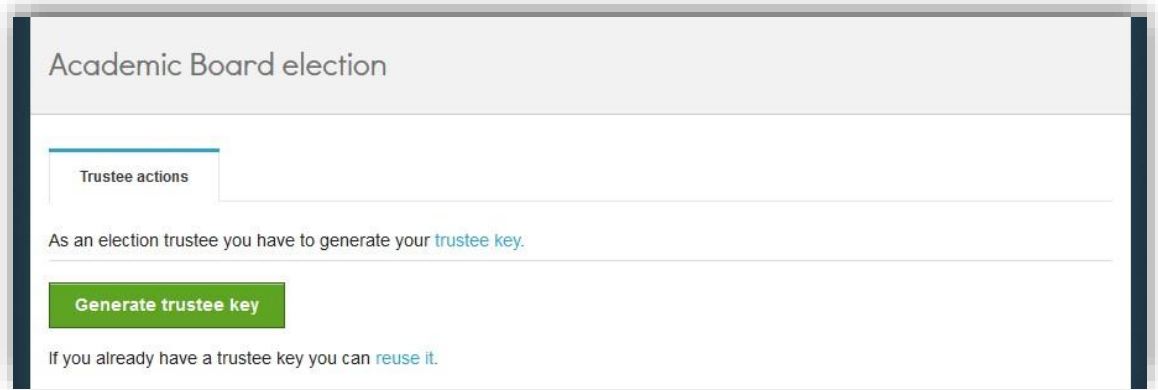 Academic Board election
Trustee actions
As an election trustee you have to generate your trustee key.
Generate trustee key
If you already have a trustee key you can reuse it.